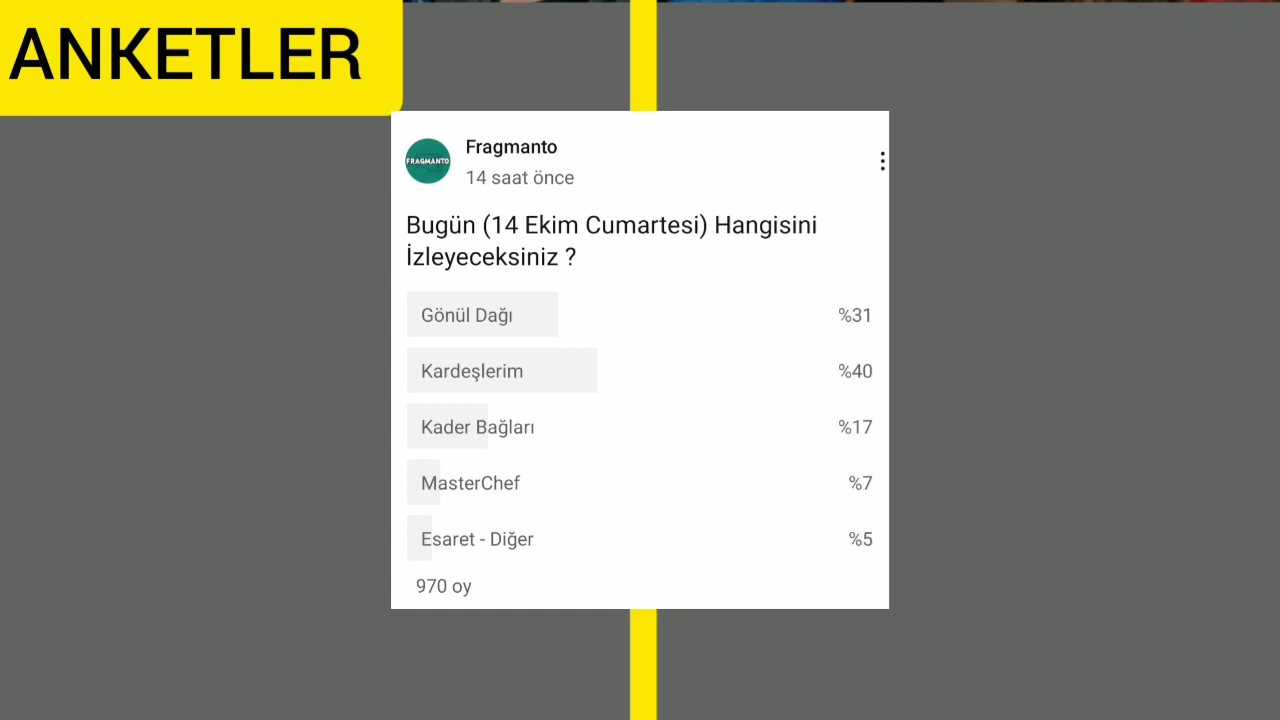 ANKETLER
FRAGMANTO
Fragmanto
14 saat önce
Bugün (14 Ekim Cumartesi) Hangisini
İzleyeceksiniz ?
Gönül Dağı %31
Kardeşlerim %40
Kader Bağları %17
MasterChef %7
Esaret - Diğer %5
970 oy